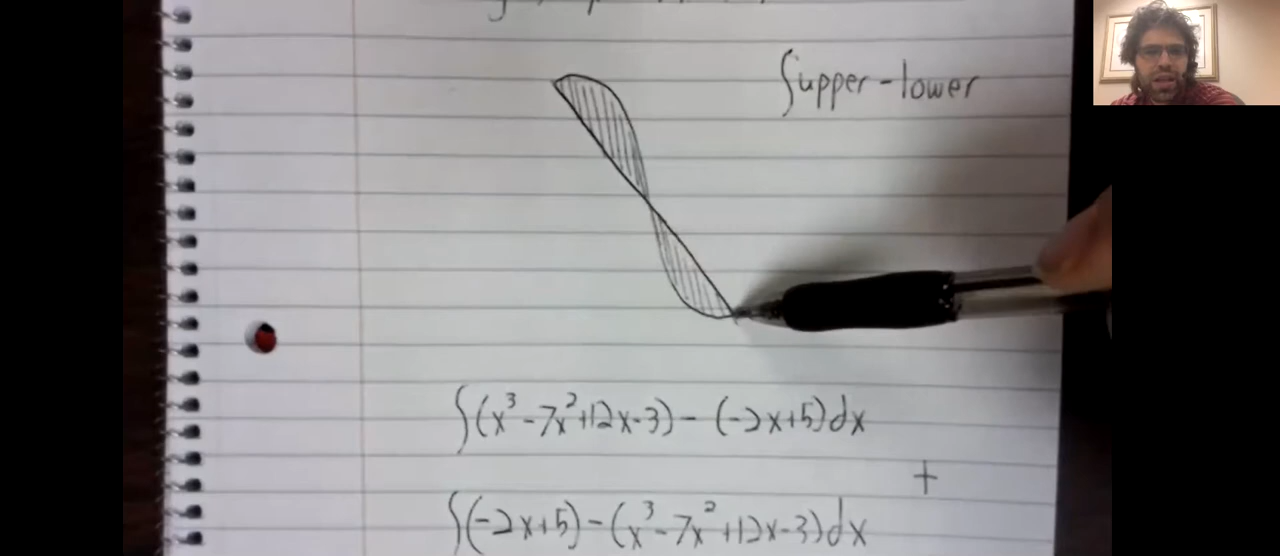 ∫upper-lower
∫(x³-7x²+12x-3)-(-2x+5)dx
+
∫(-2x+5)-(x³-7x²+12x-3)dx